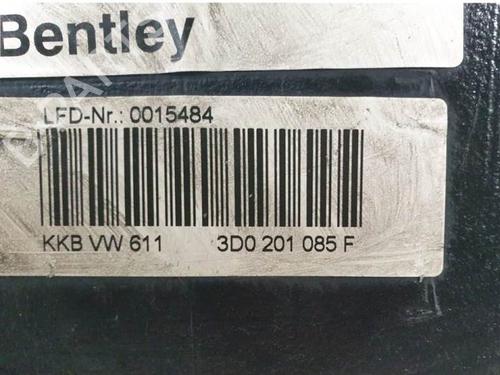 Bentley
LFD-Nr.: 0015484
KKB VW 611 3D0 201 085 F